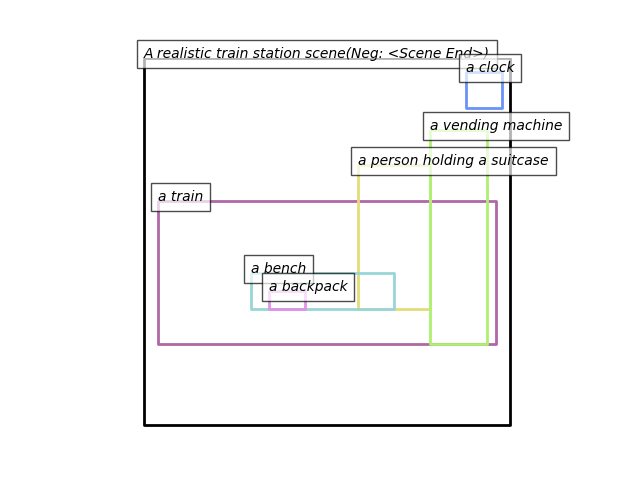 A realistic train station scene(Neg: <Scene End>)
a clock
a vending machine
a person holding a suitcase
a train
a bench
a backpack